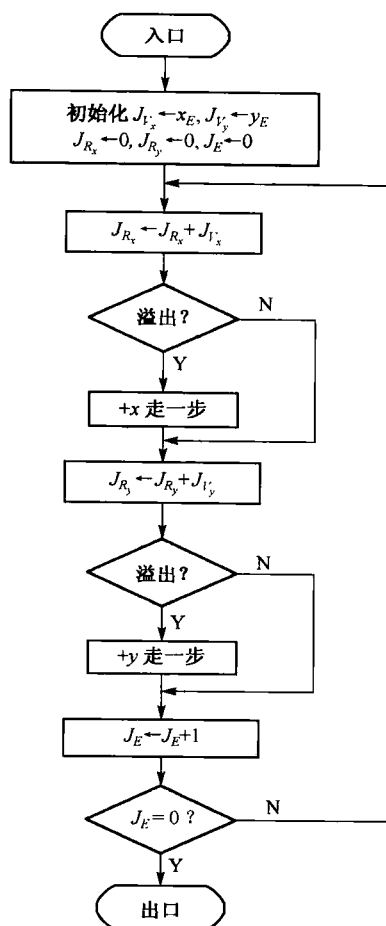 入口
初始化 J_{V_x}←x_E, J_{V_y}←y_E
J_{R_x}←0, J_{R_y}←0, J_E←0
J_{R_x}←J_{R_x}+J_{V_x}
溢出?
N
Y
+x 走一步
J_{R_y}←J_{R_y}+J_{V_y}
溢出?
N
Y
+y 走一步
J_E←J_E+1
J_E=0 ?
N
Y
出口